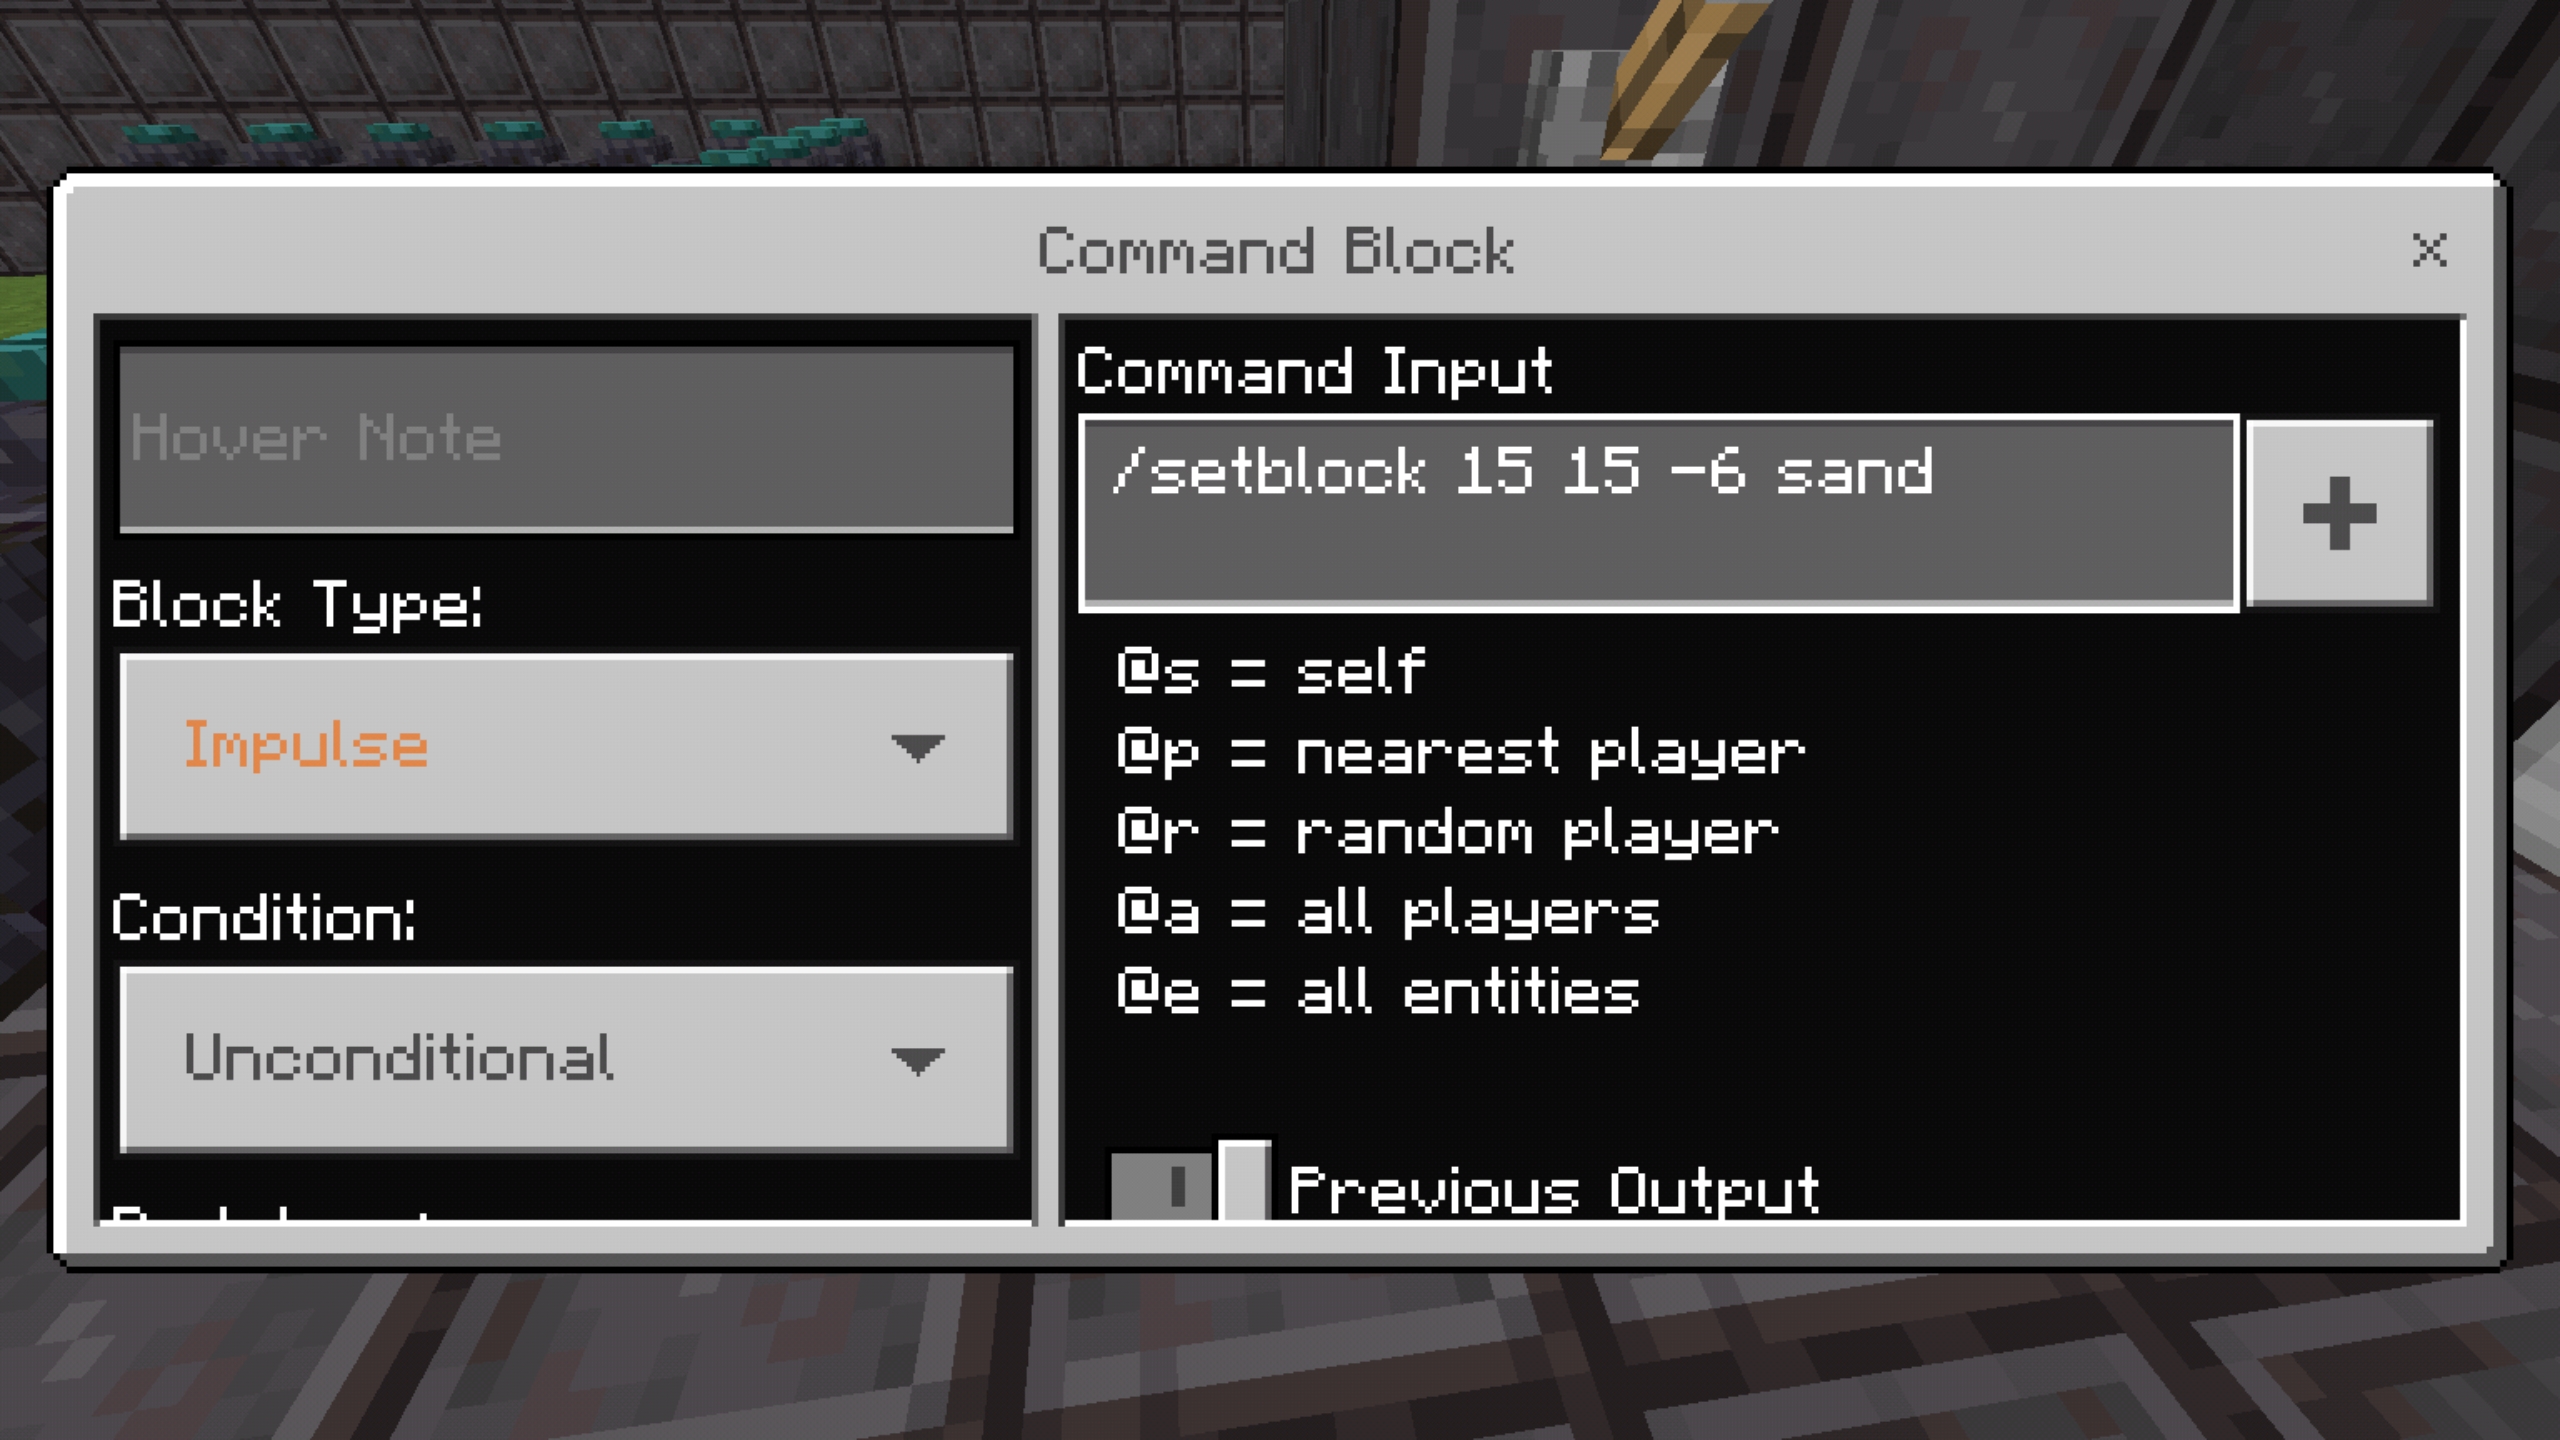 Command Block
Hover Note
Block Type:
Impulse
Condition:
Unconditional
Command Input
/setblock 15 15 -6 sand
@s = self
@p = nearest player
@r = random player
@a = all players
@e = all entities
Previous Output